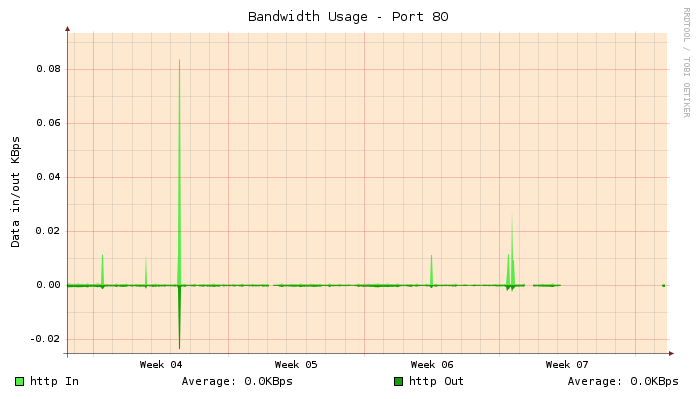 Bandwidth Usage - Port 80
RRDTOOL / TOBI OETIKER
Data in/out KBps
0.08
0.06
0.04
0.02
0.00
-0.02
Week 04 Week 05 Week 06 Week 07
http In Average: 0.0KBps http Out Average: 0.0KBps